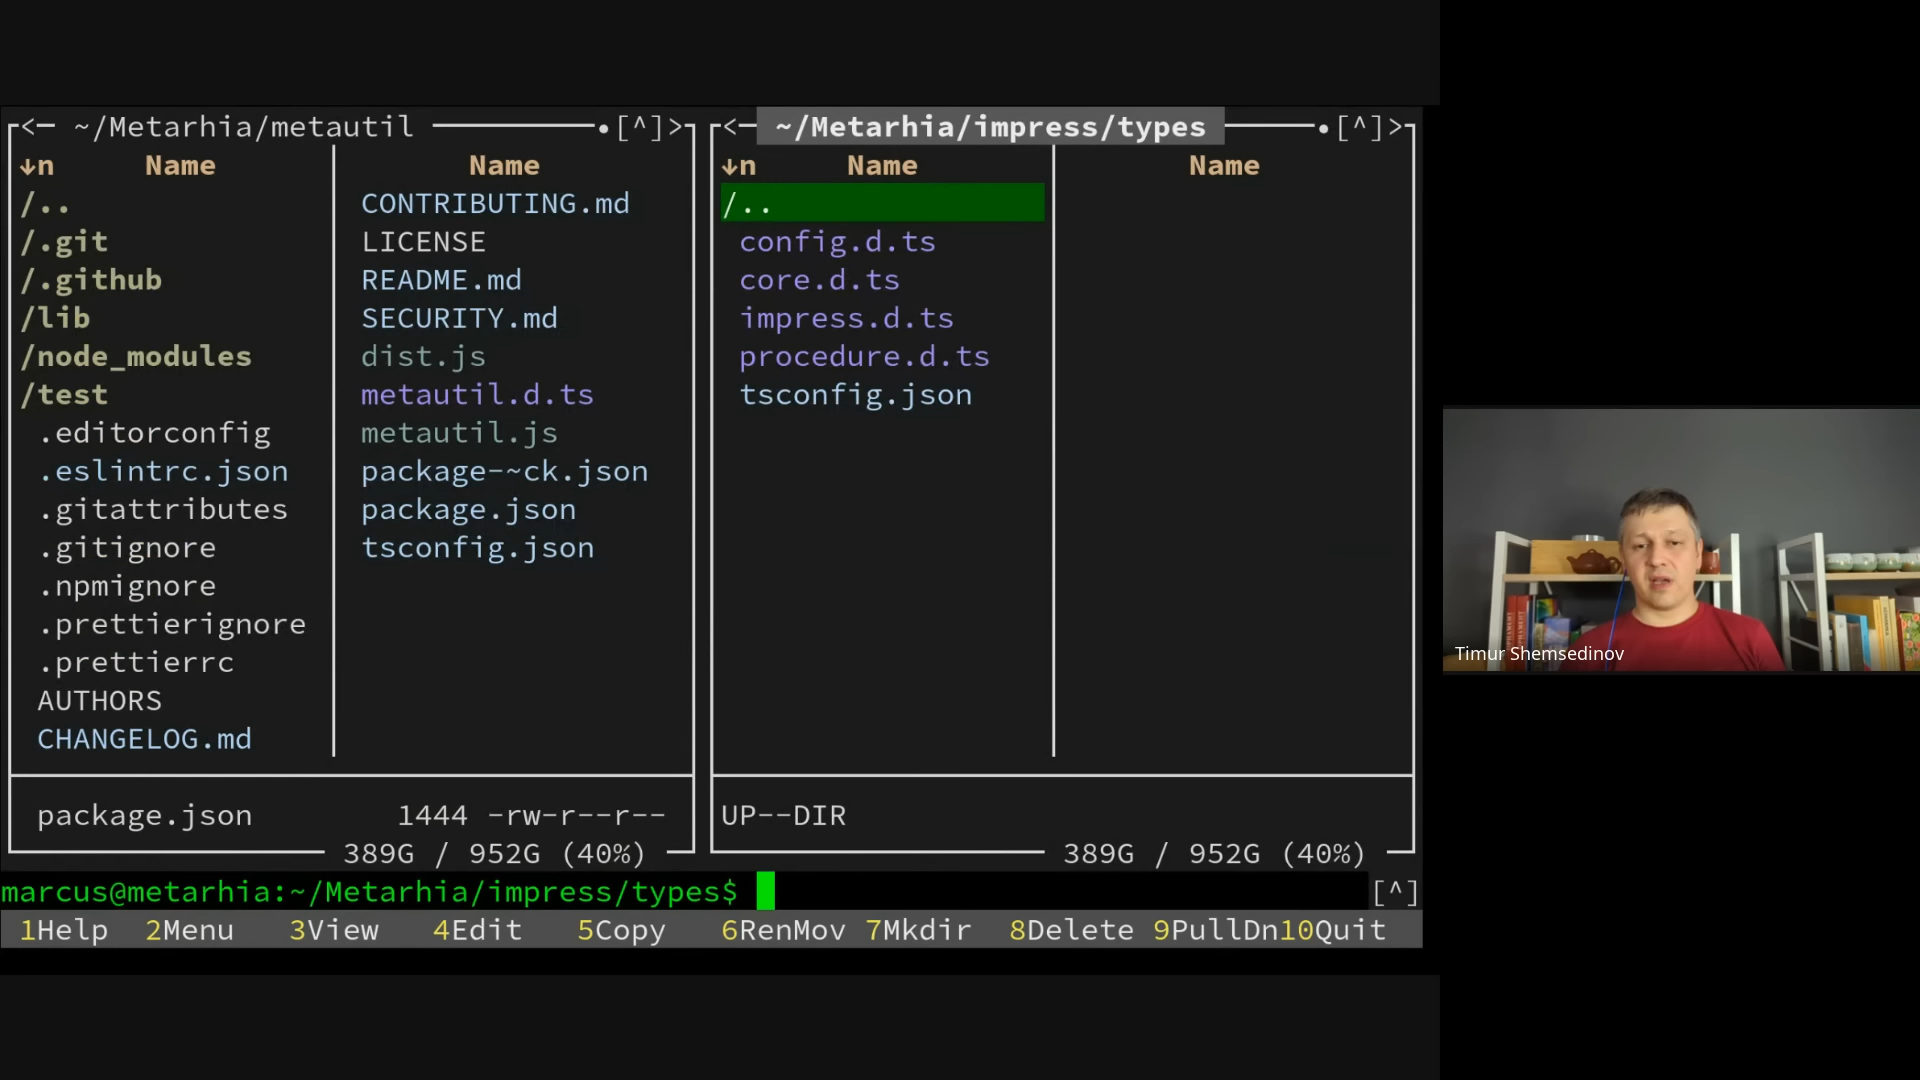 <─ ~/Metarhia/metautil ─•[^]>
↓n Name Name
/.. CONTRIBUTING.md
/.git LICENSE
/.github README.md
/lib SECURITY.md
/node_modules dist.js
/test metautil.d.ts
.editorconfig metautil.js
.eslintrc.json package-~ck.json
.gitattributes package.json
.gitignore tsconfig.json
.npmignore
.prettierignore
.prettierrc
AUTHORS
CHANGELOG.md
package.json 1444 -rw-r--r--
389G / 952G (40%)
<─ ~/Metarhia/impress/types ─•[^]>
↓n Name Name
/..
config.d.ts
core.d.ts
impress.d.ts
procedure.d.ts
tsconfig.json
UP--DIR
389G / 952G (40%)
marcus@metarhia:~/Metarhia/impress/types$ [^]
1Help 2Menu 3View 4Edit 5Copy 6RenMov 7Mkdir 8Delete 9PullDn10Quit
Timur Shemsedinov